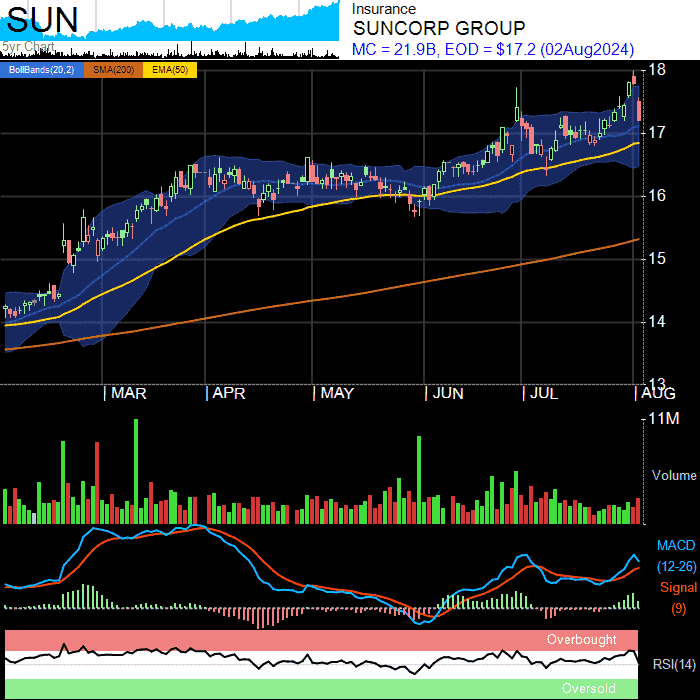 SUN
5yr Chart
Insurance
SUNCORP GROUP
MC = 21.9B, EOD = $17.2 (02Aug2024)
BollBands(20,2) SMA(200) EMA(50)
18
17
16
15
14
13
MAR APR MAY JUN JUL AUG
11M
Volume
MACD
(12-26)
Signal
(9)
Overbought
RSI(14)
Oversold